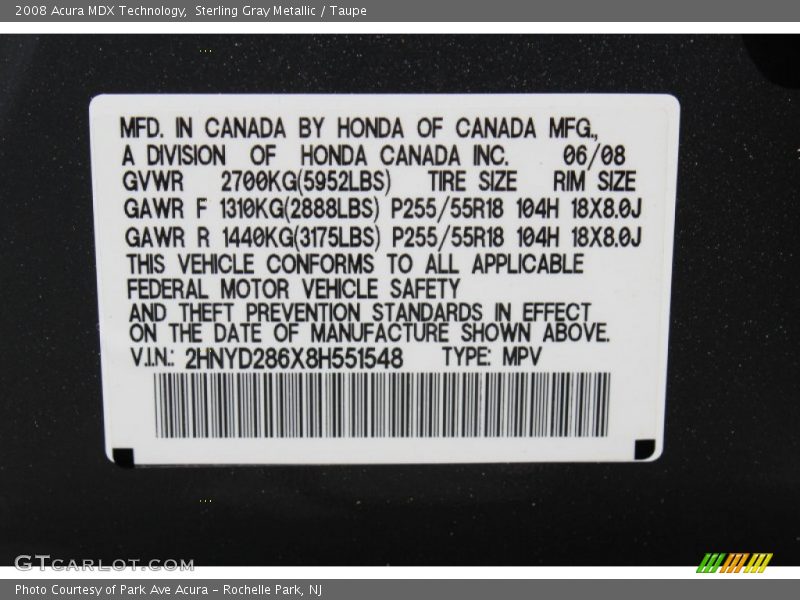 2008 Acura MDX Technology, Sterling Gray Metallic / Taupe
MFD. IN CANADA BY HONDA OF CANADA MFG.,
A DIVISION OF HONDA CANADA INC. 06/08
GVWR 2700KG(5952LBS) TIRE SIZE RIM SIZE
GAWR F 1310KG(2888LBS) P255/55R18 104H 18X8.0J
GAWR R 1440KG(3175LBS) P255/55R18 104H 18X8.0J
THIS VEHICLE CONFORMS TO ALL APPLICABLE
FEDERAL MOTOR VEHICLE SAFETY
AND THEFT PREVENTION STANDARDS IN EFFECT
ON THE DATE OF MANUFACTURE SHOWN ABOVE.
V.I.N.: 2HNYD286X8H551548 TYPE: MPV
GTCARLOT.COM
Photo Courtesy of Park Ave Acura - Rochelle Park, NJ